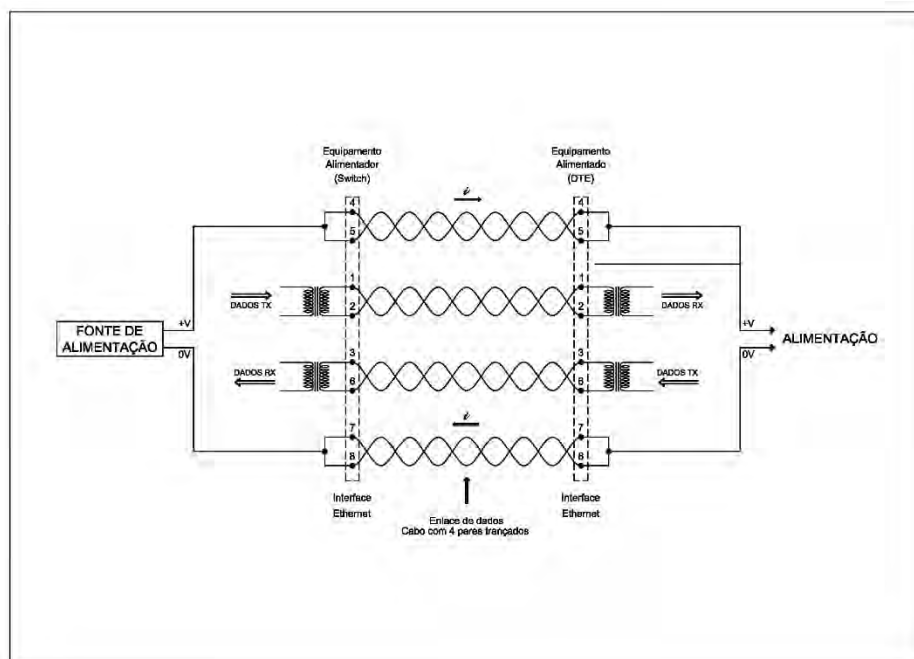 Equipamento
Alimentador
(Switch)
Equipamento
Alimentado
(DTE)
i
4
4
5
5
1
1
DADOS TX
DADOS RX
2
2
+V
+V
FONTE DE
ALIMENTAÇÃO
ALIMENTAÇÃO
0V
0V
3
3
DADOS RX
DADOS TX
6
6
i
7
7
8
8
Interface
Ethernet
Interface
Ethernet
Enlace de dados
Cabo com 4 pares trançados